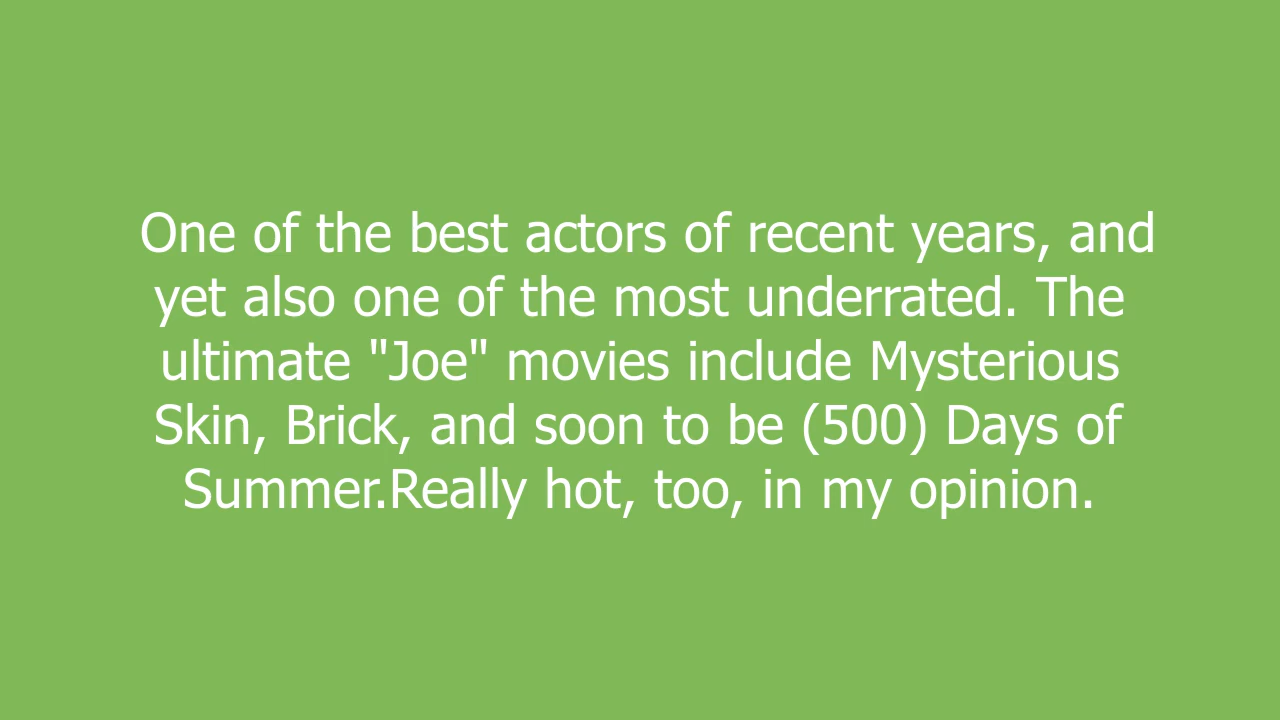 One of the best actors of recent years, and
yet also one of the most underrated. The
ultimate "Joe" movies include Mysterious
Skin, Brick, and soon to be (500) Days of
Summer.Really hot, too, in my opinion.